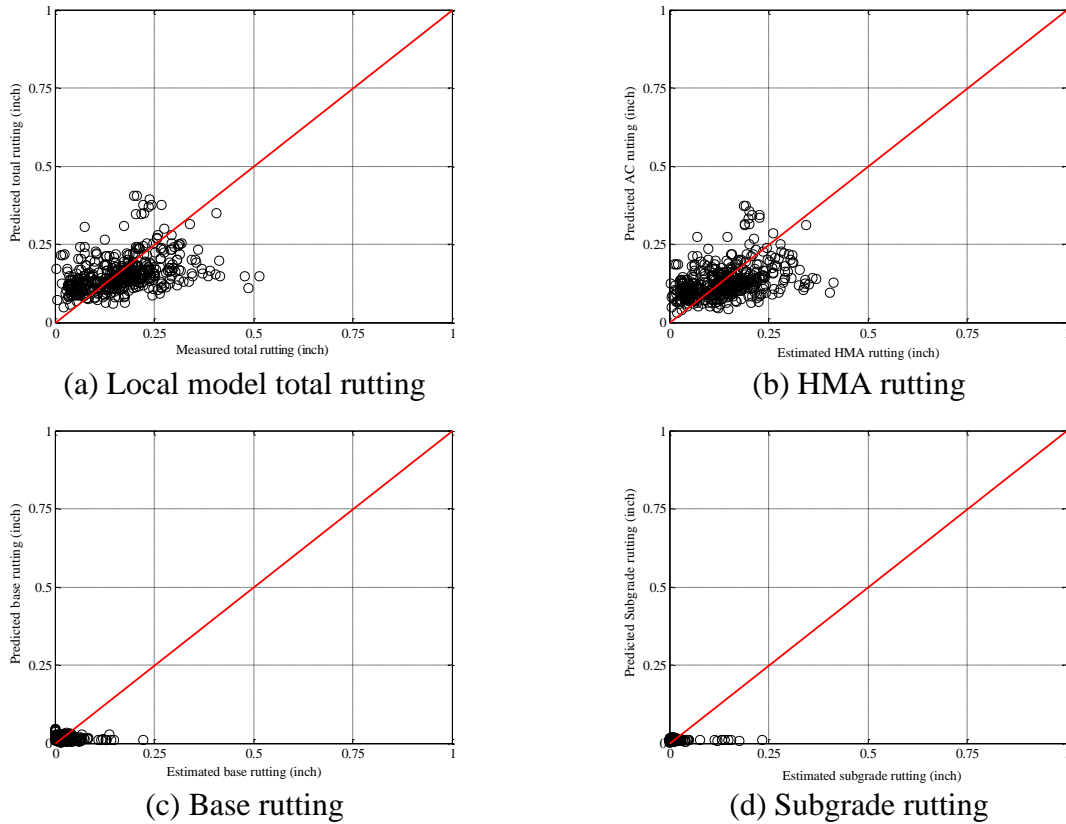 1
0.75
0.5
0.25
0
0 0.25 0.5 0.75 1
Predicted total rutting (inch)
Measured total rutting (inch)
(a) Local model total rutting
1
0.75
0.5
0.25
0
0 0.25 0.5 0.75 1
Predicted AC rutting (inch)
Estimated HMA rutting (inch)
(b) HMA rutting
1
0.75
0.5
0.25
0
0 0.25 0.5 0.75 1
Predicted base rutting (inch)
Estimated base rutting (inch)
(c) Base rutting
1
0.75
0.5
0.25
0
0 0.25 0.5 0.75 1
Predicted Subgrade rutting (inch)
Estimated subgrade rutting (inch)
(d) Subgrade rutting